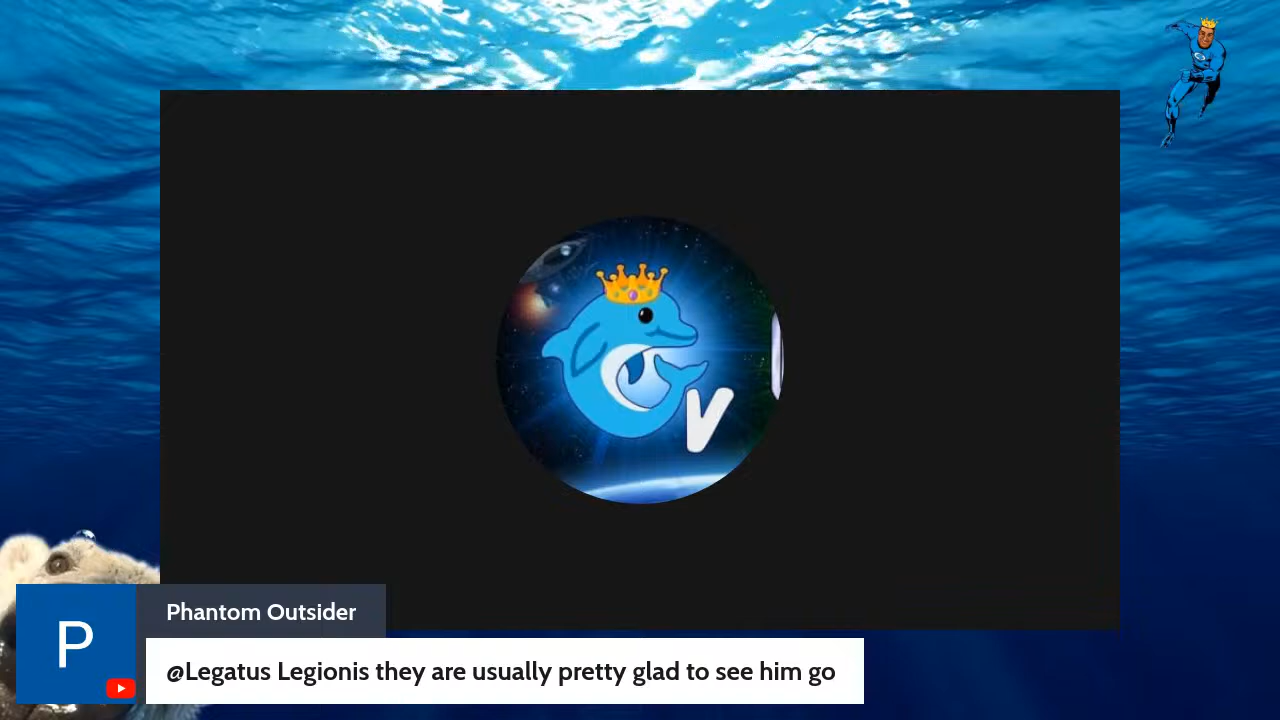 V
P
Phantom Outsider
@Legatus Legionis they are usually pretty glad to see him go